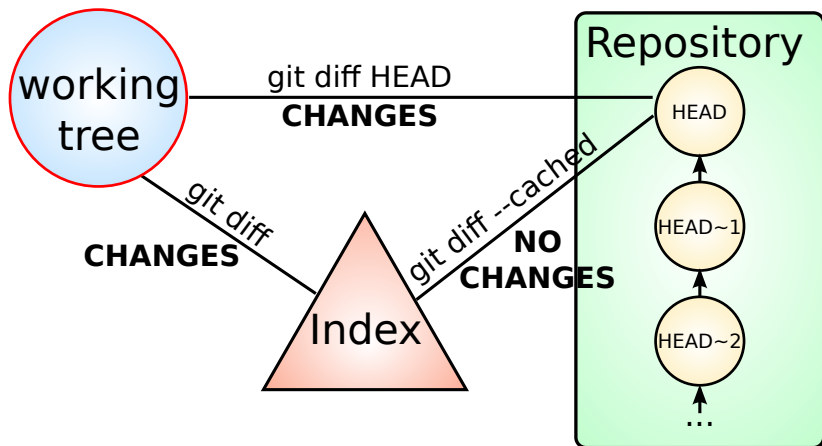 Repository
working
tree
git diff HEAD
CHANGES
HEAD
git diff
CHANGES
git diff --cached
NO
CHANGES
Index
HEAD~1
HEAD~2
...